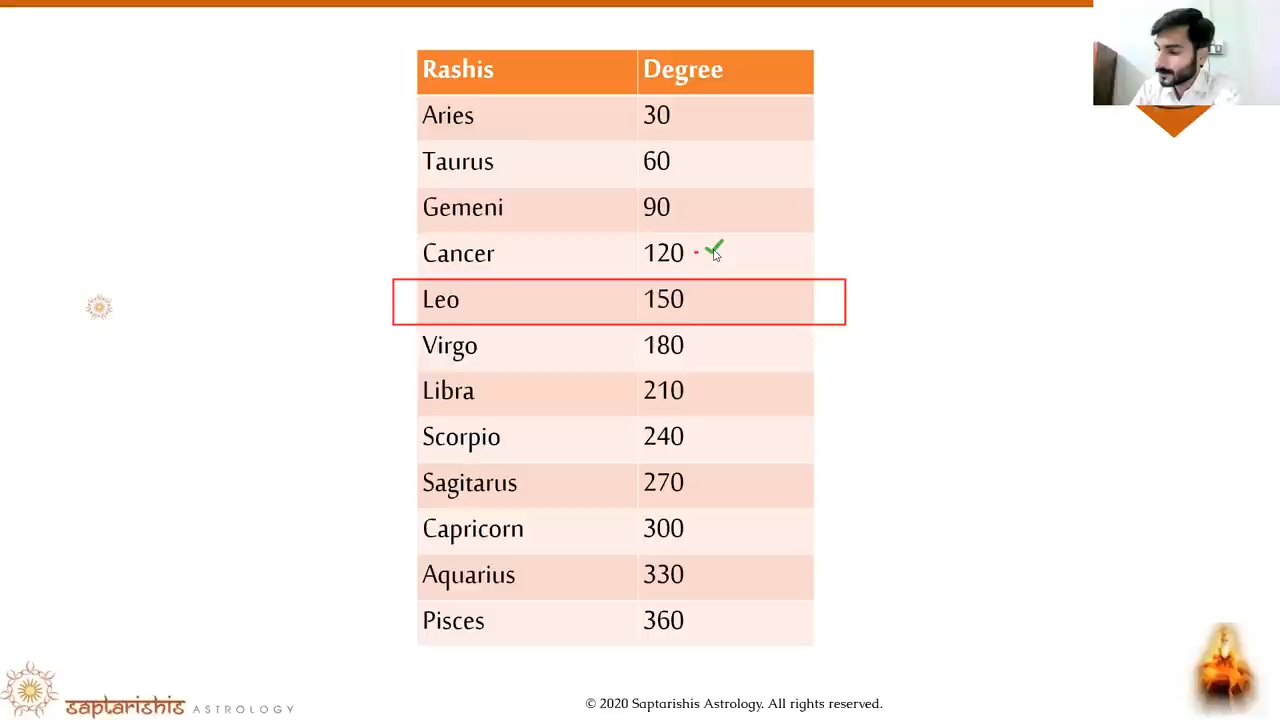 Rashis Degree
Aries 30
Taurus 60
Gemeni 90
Cancer 120
Leo 150
Virgo 180
Libra 210
Scorpio 240
Sagitarus 270
Capricorn 300
Aquarius 330
Pisces 360
saptarishis ASTROLOGY
© 2020 Saptarishis Astrology. All rights reserved.